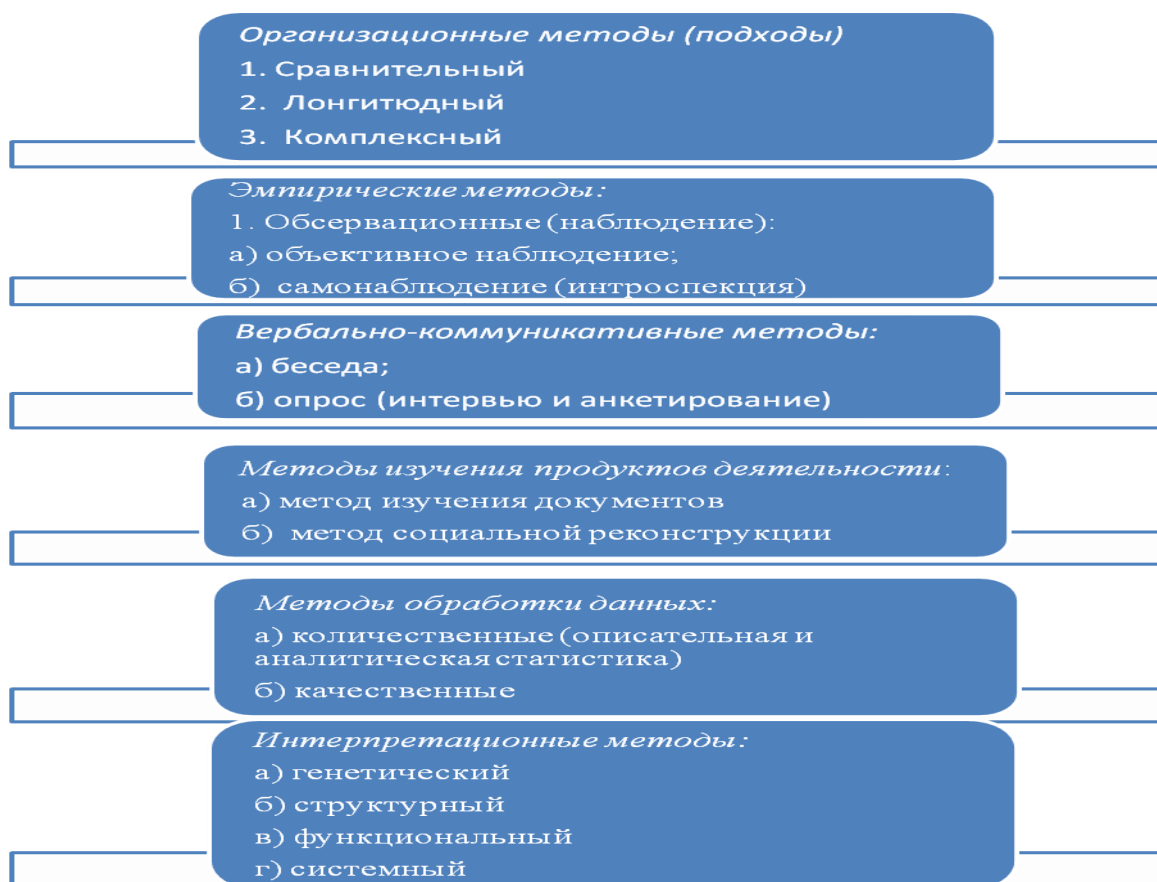 Организационные методы (подходы)
1. Сравнительный
2. Лонгитюдный
3. Комплексный
Эмпирические методы:
1. Обсервационные (наблюдение):
а) объективное наблюдение;
б) самонаблюдение (интроспекция)
Вербально-коммуникативные методы:
а) беседа;
б) опрос (интервью и анкетирование)
Методы изучения продуктов деятельности:
а) метод изучения документов
б) метод социальной реконструкции
Методы обработки данных:
а) количественные (описательная и
аналитическая статистика)
б) качественные
Интерпретационные методы:
а) генетический
б) структурный
в) функциональный
г) системный